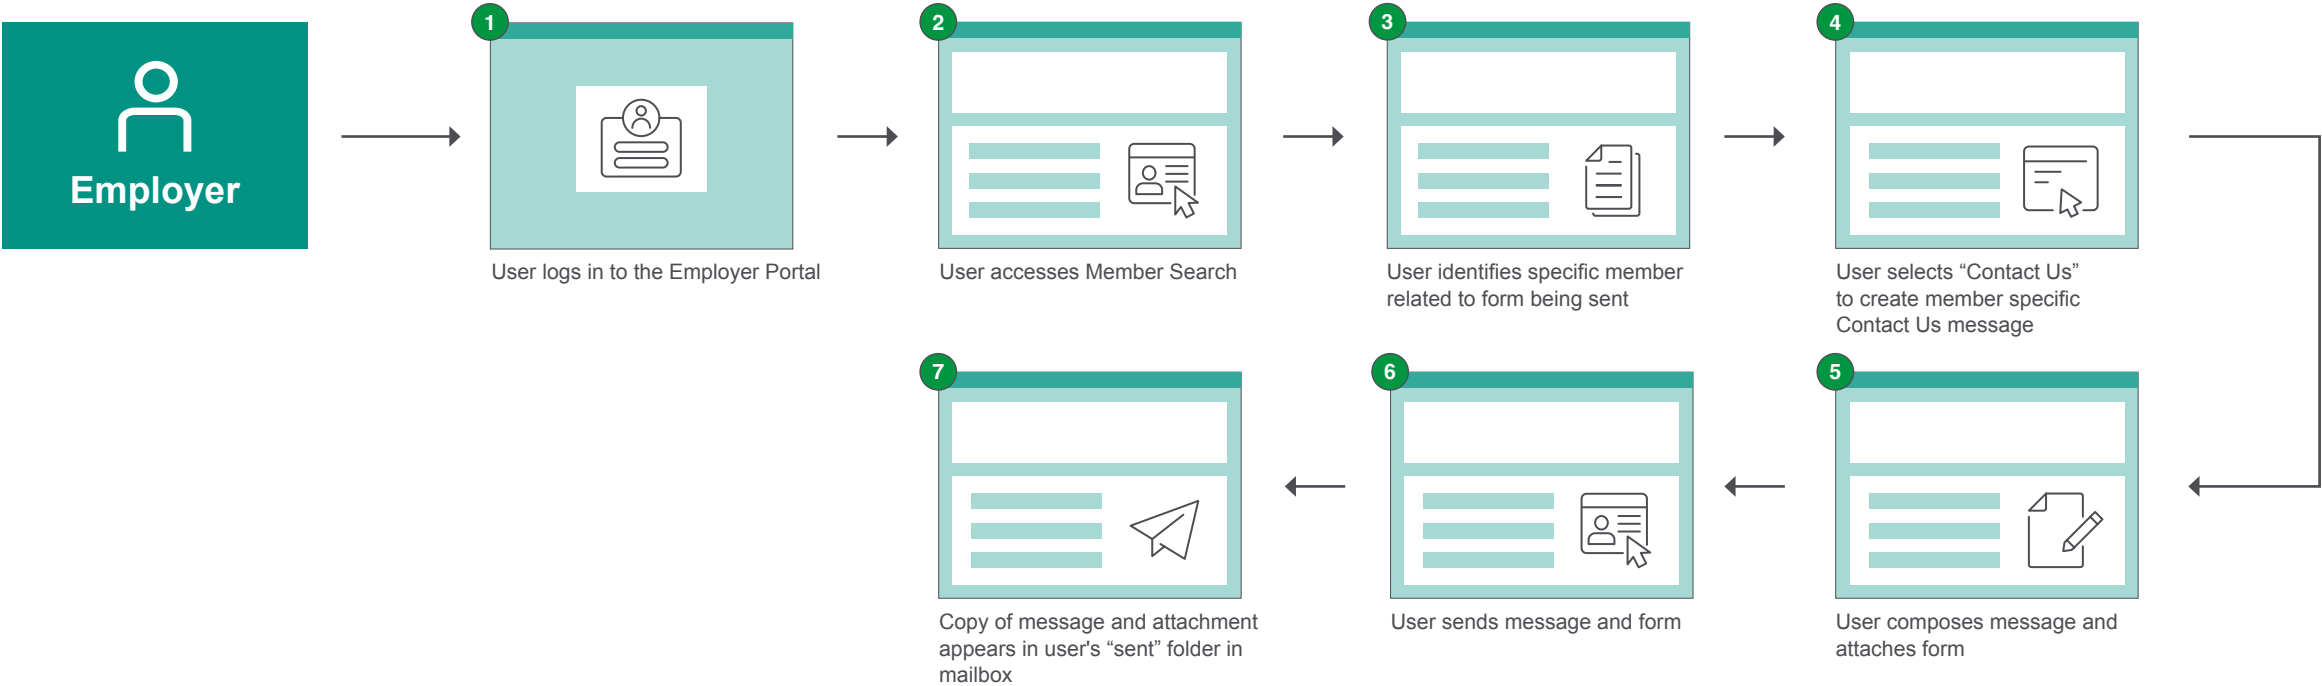 Employer
1
User logs in to the Employer Portal
2
User accesses Member Search
3
User identifies specific member
related to form being sent
4
User selects “Contact Us”
to create member specific
Contact Us message
5
User composes message and
attaches form
6
User sends message and form
7
Copy of message and attachment
appears in user's “sent” folder in
mailbox